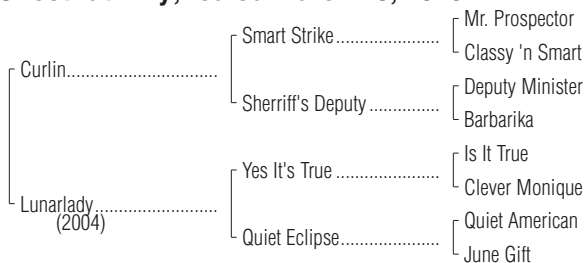 Mr. Prospector
Smart Strike
Classy 'n Smart
Curlin
Deputy Minister
Sherriff's Deputy
Barbarika
Is It True
Yes It's True
Clever Monique
Lunarlady
(2004)
Quiet American
Quiet Eclipse
June Gift